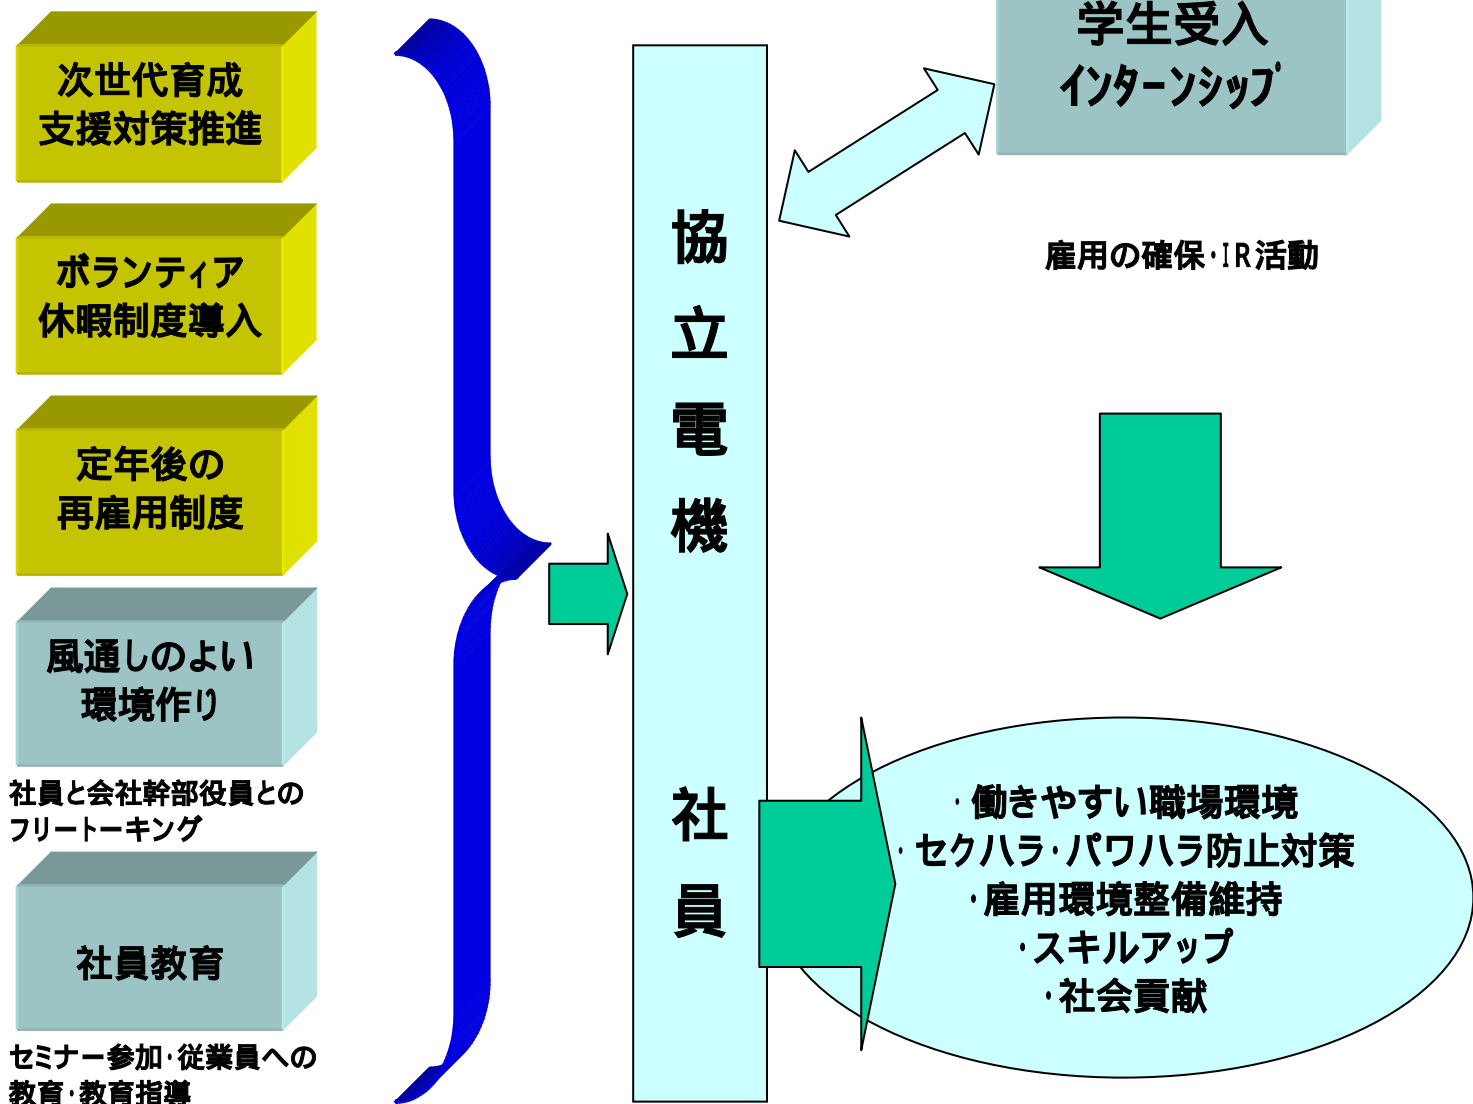 次世代育成
支援対策推進
ボランティア
休暇制度導入
定年後の
再雇用制度
風通しのよい
環境作り
社員と会社幹部役員との
フリートーキング
社員教育
セミナー参加・従業員への
教育・教育指導
協
立
電
機
社
員
学生受入
インターンシップ
雇用の確保・IR活動
・働きやすい職場環境
・セクハラ・パワハラ防止対策
・雇用環境整備維持
・スキルアップ
・社会貢献